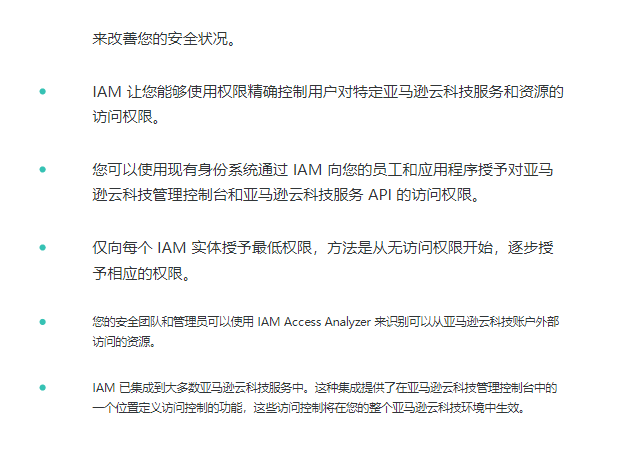 来改善您的安全状况。
IAM 让您能够使用权限精确控制用户对特定亚马逊云科技服务和资源的
访问权限。
您可以使用现有身份系统通过 IAM 向您的员工和应用程序授予对亚马
逊云科技管理控制台和亚马逊云科技服务 API 的访问权限。
仅向每个 IAM 实体授予最低权限，方法是从无访问权限开始，逐步授
予相应的权限。
您的安全团队和管理员可以使用 IAM Access Analyzer 来识别可以从亚马逊云科技账户外部
访问的资源。
IAM 已集成到大多数亚马逊云科技服务中。这种集成提供了在亚马逊云科技管理控制台中的
一个位置定义访问控制的功能，这些访问控制将在您的整个亚马逊云科技环境中生效。